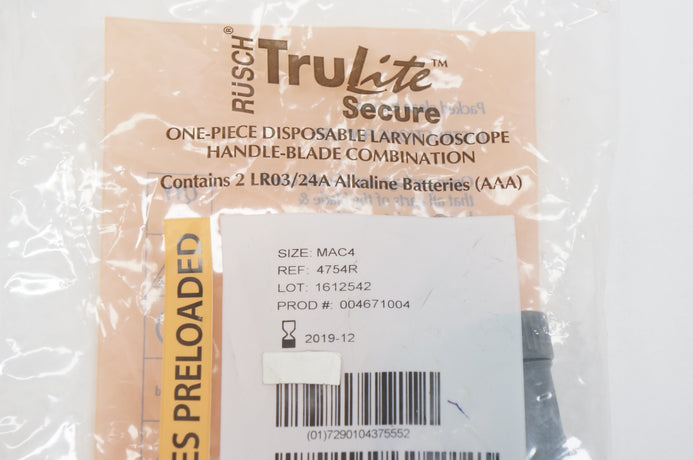 RÜSCH®
TruLite™
Secure
ONE-PIECE DISPOSABLE LARYNGOSCOPE
HANDLE-BLADE COMBINATION
Contains 2 LR03/24A Alkaline Batteries (AAA)
ES PRELOADED
SIZE: MAC4
REF: 4754R
LOT: 1612542
PROD #: 004671004
2019-12
(01)7290104375552